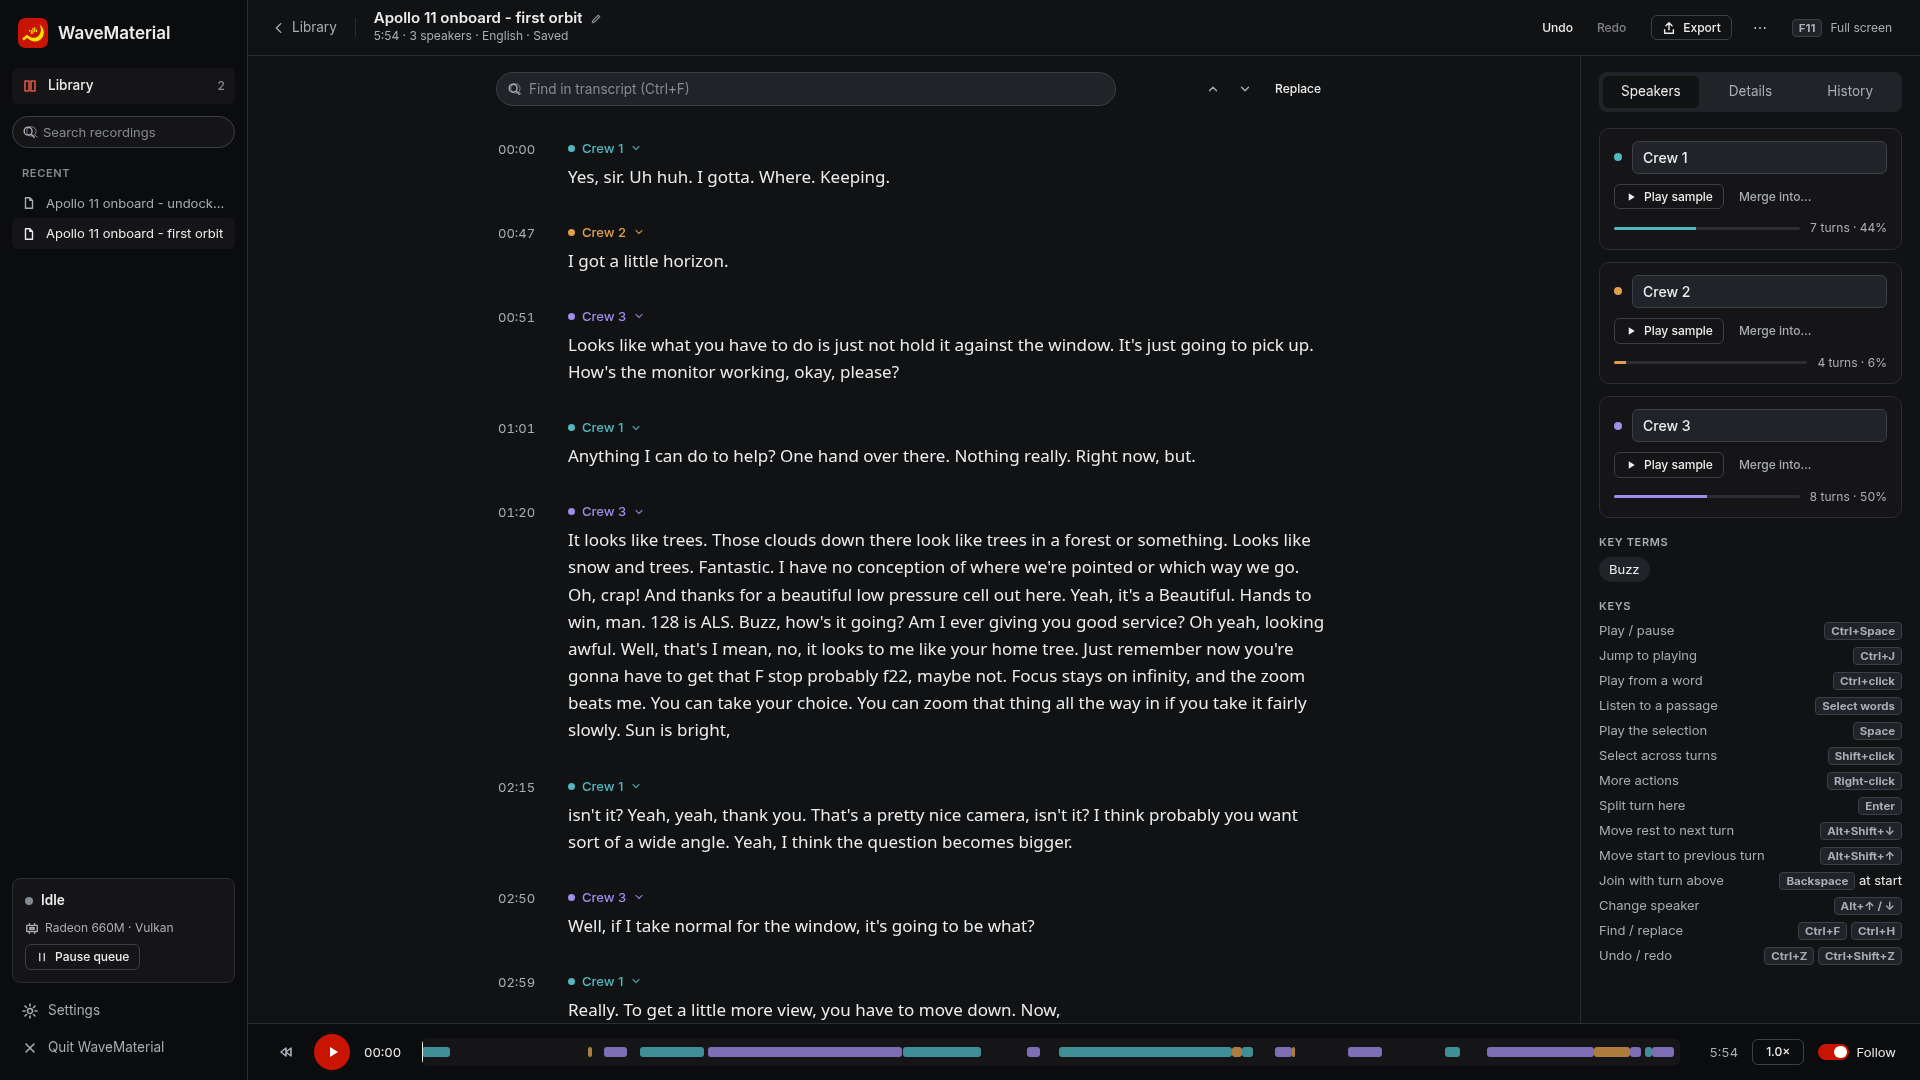 WaveMaterial
Library 2
Search recordings
RECENT
Apollo 11 onboard - undock...
Apollo 11 onboard - first orbit
Idle
Radeon 660M · Vulkan
Pause queue
Settings
Quit WaveMaterial
Library
Apollo 11 onboard - first orbit
5:54 · 3 speakers · English · Saved
Undo Redo Export ··· F11 Full screen
Find in transcript (Ctrl+F) Replace
00:00 Crew 1
Yes, sir. Uh huh. I gotta. Where. Keeping.
00:47 Crew 2
I got a little horizon.
00:51 Crew 3
Looks like what you have to do is just not hold it against the window. It's just going to pick up.
How's the monitor working, okay, please?
01:01 Crew 1
Anything I can do to help? One hand over there. Nothing really. Right now, but.
01:20 Crew 3
It looks like trees. Those clouds down there look like trees in a forest or something. Looks like
snow and trees. Fantastic. I have no conception of where we're pointed or which way we go.
Oh, crap! And thanks for a beautiful low pressure cell out here. Yeah, it's a Beautiful. Hands to
win, man. 128 is ALS. Buzz, how's it going? Am I ever giving you good service? Oh yeah, looking
awful. Well, that's I mean, no, it looks to me like your home tree. Just remember now you're
gonna have to get that F stop probably f22, maybe not. Focus stays on infinity, and the zoom
beats me. You can take your choice. You can zoom that thing all the way in if you take it fairly
slowly. Sun is bright,
02:15 Crew 1
isn't it? Yeah, yeah, thank you. That's a pretty nice camera, isn't it? I think probably you want
sort of a wide angle. Yeah, I think the question becomes bigger.
02:50 Crew 3
Well, if I take normal for the window, it's going to be what?
02:59 Crew 1
Really. To get a little more view, you have to move down. Now,
Speakers Details History
Crew 1
Play sample Merge into...
7 turns · 44%
Crew 2
Play sample Merge into...
4 turns · 6%
Crew 3
Play sample Merge into...
8 turns · 50%
KEY TERMS
Buzz
KEYS
Play / pause Ctrl+Space
Jump to playing Ctrl+J
Play from a word Ctrl+click
Listen to a passage Select words
Play the selection Space
Select across turns Shift+click
More actions Right-click
Split turn here Enter
Move rest to next turn Alt+Shift+↓
Move start to previous turn Alt+Shift+↑
Join with turn above Backspace at start
Change speaker Alt+↑ / ↓
Find / replace Ctrl+F Ctrl+H
Undo / redo Ctrl+Z Ctrl+Shift+Z
00:00 5:54 1.0× Follow